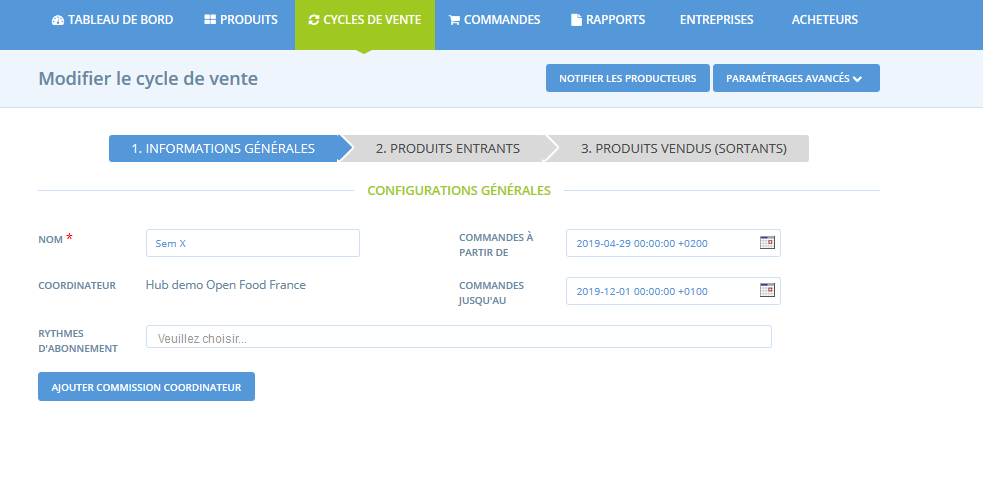 TABLEAU DE BORD PRODUITS CYCLES DE VENTE COMMANDES RAPPORTS ENTREPRISES ACHETEURS
Modifier le cycle de vente NOTIFIER LES PRODUCTEURS PARAMÉTRAGES AVANCÉS
1. INFORMATIONS GÉNÉRALES 2. PRODUITS ENTRANTS 3. PRODUITS VENDUS (SORTANTS)
CONFIGURATIONS GÉNÉRALES
NOM * Sem X
COMMANDES À
PARTIR DE
2019-04-29 00:00:00 +0200
COORDINATEUR Hub demo Open Food France
COMMANDES
JUSQU'AU
2019-12-01 00:00:00 +0100
RYTHMES
D'ABONNEMENT
Veuillez choisir...
AJOUTER COMMISSION COORDINATEUR